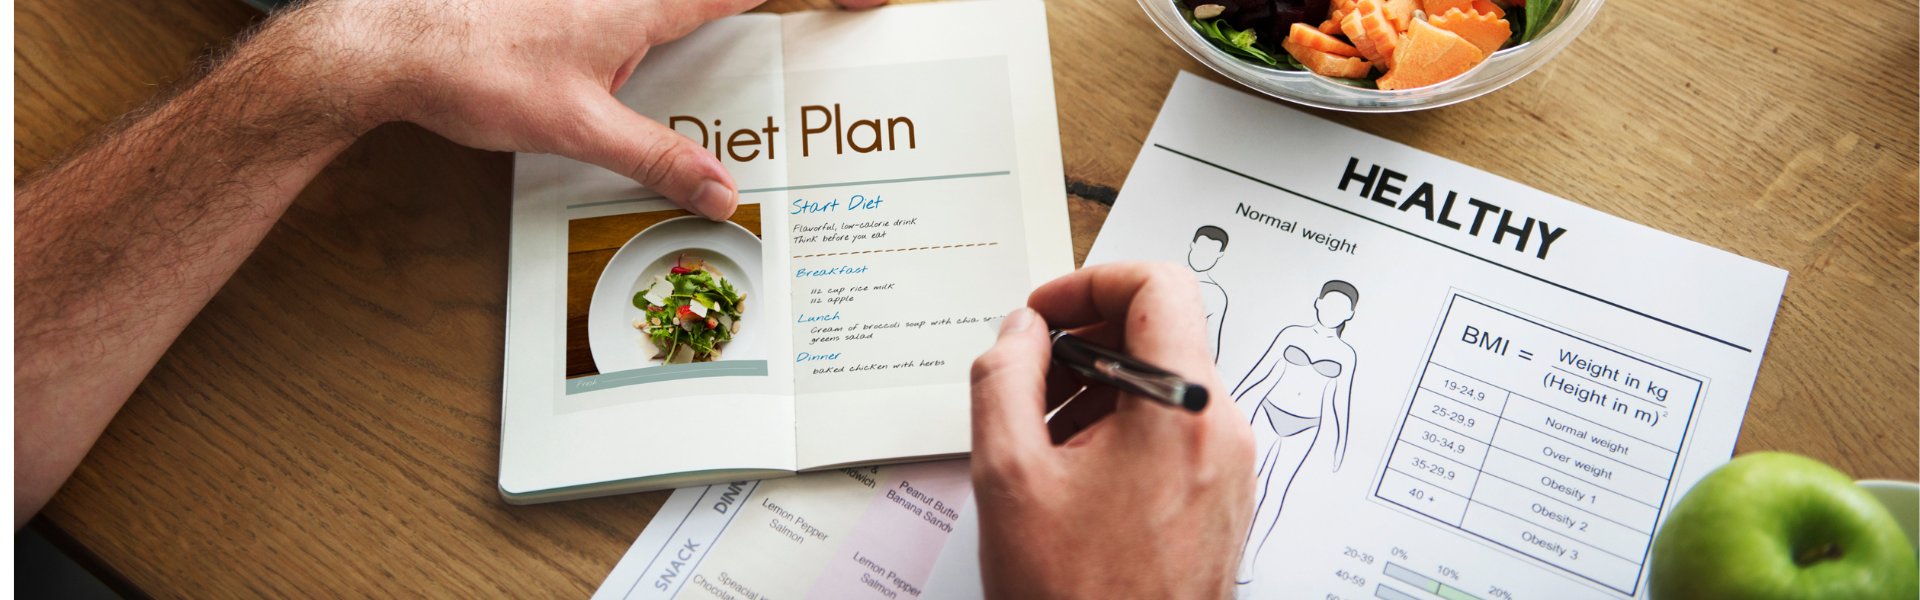 Diet Plan
Start Diet
Flavorful, low-calorie drink
Think before you eat
Breakfast
1/2 cup rice milk
1/2 apple
Lunch
Cream of broccoli soup with chia
greens salad
Dinner
baked chicken with herbs
Fresh
HEALTHY
Normal weight
BMI = Weight in kg
(Height in m)²
19-24,9 Normal weight
25-29,9 Over weight
30-34,9 Obesity 1
35-29,9 Obesity 2
40 + Obesity 3
0% 10% 20%
20-39
40-59
SNACK
&
Lemon Pepper
Salmon
Peanut Butte
Banana Sandw
Lemon Pepper
Salmon